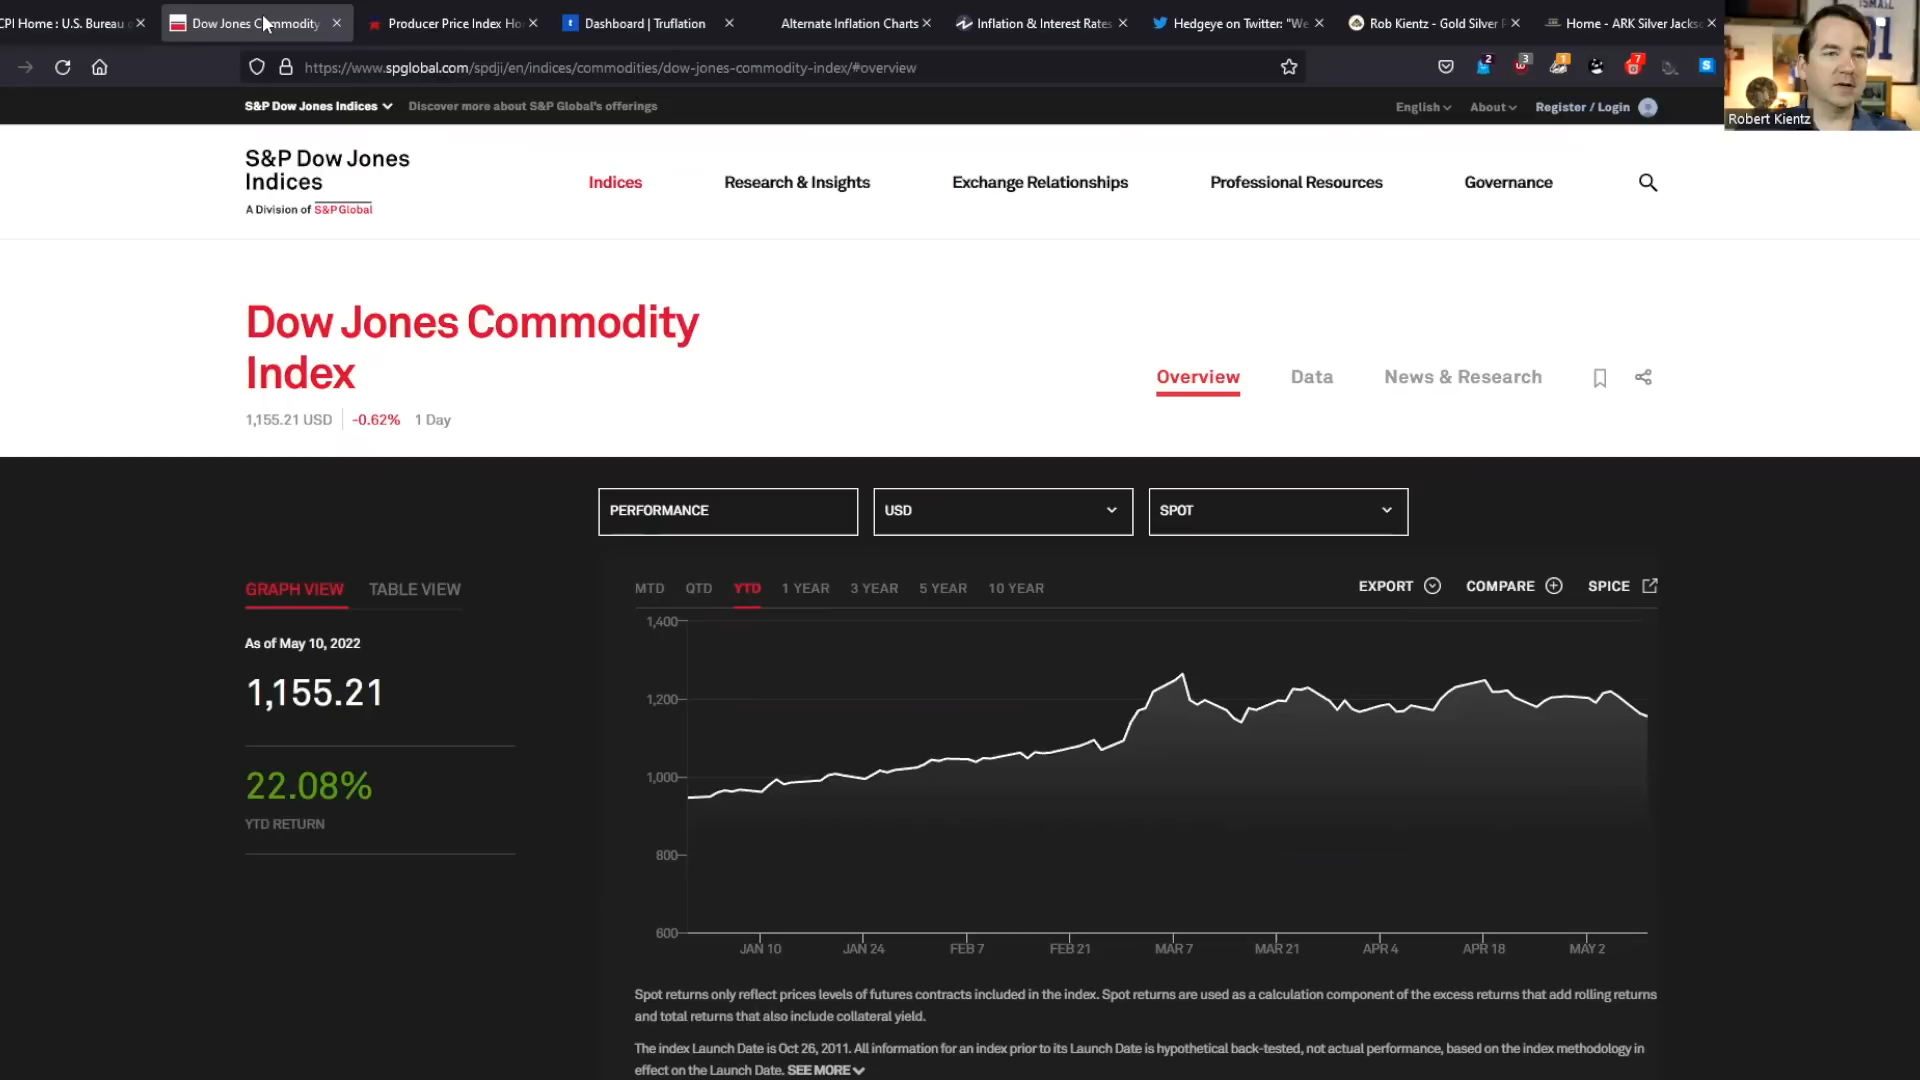 CPI Home : U.S. Bureau
Dow Jones Commodity
Producer Price Index Ho
Dashboard | Truflation
Alternate Inflation Charts
Inflation & Interest Rates
Hedgeye on Twitter: "We
Rob Kientz - Gold Silver
Home - ARK Silver Jackso
https://www.spglobal.com/spdji/en/indices/commodities/dow-jones-commodity-index/#overview
2
3
1
7
S
Robert Kientz
S&P Dow Jones Indices
Discover more about S&P Global's offerings
English
About
Register / Login
S&P Dow Jones
Indices
A Division of S&P Global
Indices
Research & Insights
Exchange Relationships
Professional Resources
Governance
Dow Jones Commodity
Index
1,155.21 USD
-0.62%
1 Day
Overview
Data
News & Research
PERFORMANCE
USD
SPOT
GRAPH VIEW
TABLE VIEW
MTD
QTD
YTD
1 YEAR
3 YEAR
5 YEAR
10 YEAR
EXPORT
COMPARE
SPICE
As of May 10, 2022
1,155.21
22.08%
YTD RETURN
1,400
1,200
1,000
800
600
JAN 10
JAN 24
FEB 7
FEB 21
MAR 7
MAR 21
APR 4
APR 18
MAY 2
Spot returns only reflect prices levels of futures contracts included in the index. Spot returns are used as a calculation component of the excess returns that add rolling returns
and total returns that also include collateral yield.
The index Launch Date is Oct 26, 2011. All information for an index prior to its Launch Date is hypothetical back-tested, not actual performance, based on the index methodology in
effect on the Launch Date. SEE MORE